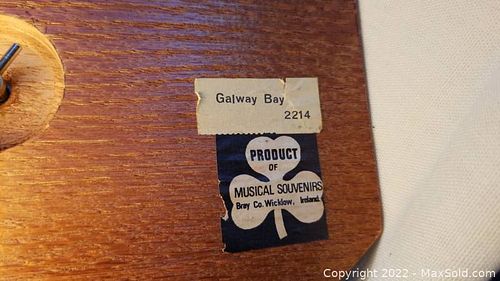 Galway Bay
2214
PRODUCT
OF
MUSICAL SOUVENIRS
Bray Co. Wicklow, Ireland.
Copyright © 2022 - MaxSold.com